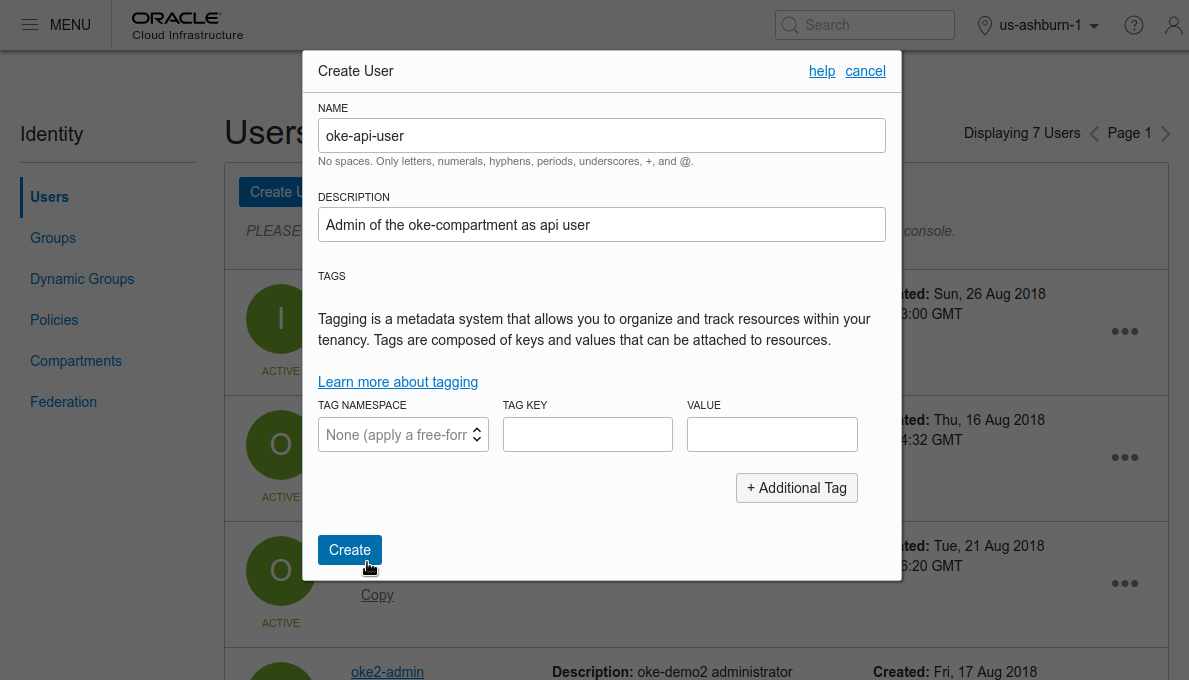 MENU
ORACLE
Cloud Infrastructure
Search
us-ashburn-1
Create User
help
cancel
NAME
oke-api-user
No spaces. Only letters, numerals, hyphens, periods, underscores, +, and @.
DESCRIPTION
Admin of the oke-compartment as api user
TAGS
Tagging is a metadata system that allows you to organize and track resources within your
tenancy. Tags are composed of keys and values that can be attached to resources.
Learn more about tagging
TAG NAMESPACE
TAG KEY
VALUE
None (apply a free-forr
+ Additional Tag
Create
Identity
Users
Groups
Dynamic Groups
Policies
Compartments
Federation
Users
Displaying 7 Users
Page 1
Create U
PLEASE
console.
I
ACTIVE
ted: Sun, 26 Aug 2018
3:00 GMT
O
ACTIVE
ted: Thu, 16 Aug 2018
4:32 GMT
O
ACTIVE
Copy
ted: Tue, 21 Aug 2018
6:20 GMT
oke2-admin
Description: oke-demo2 administrator
Created: Fri, 17 Aug 2018